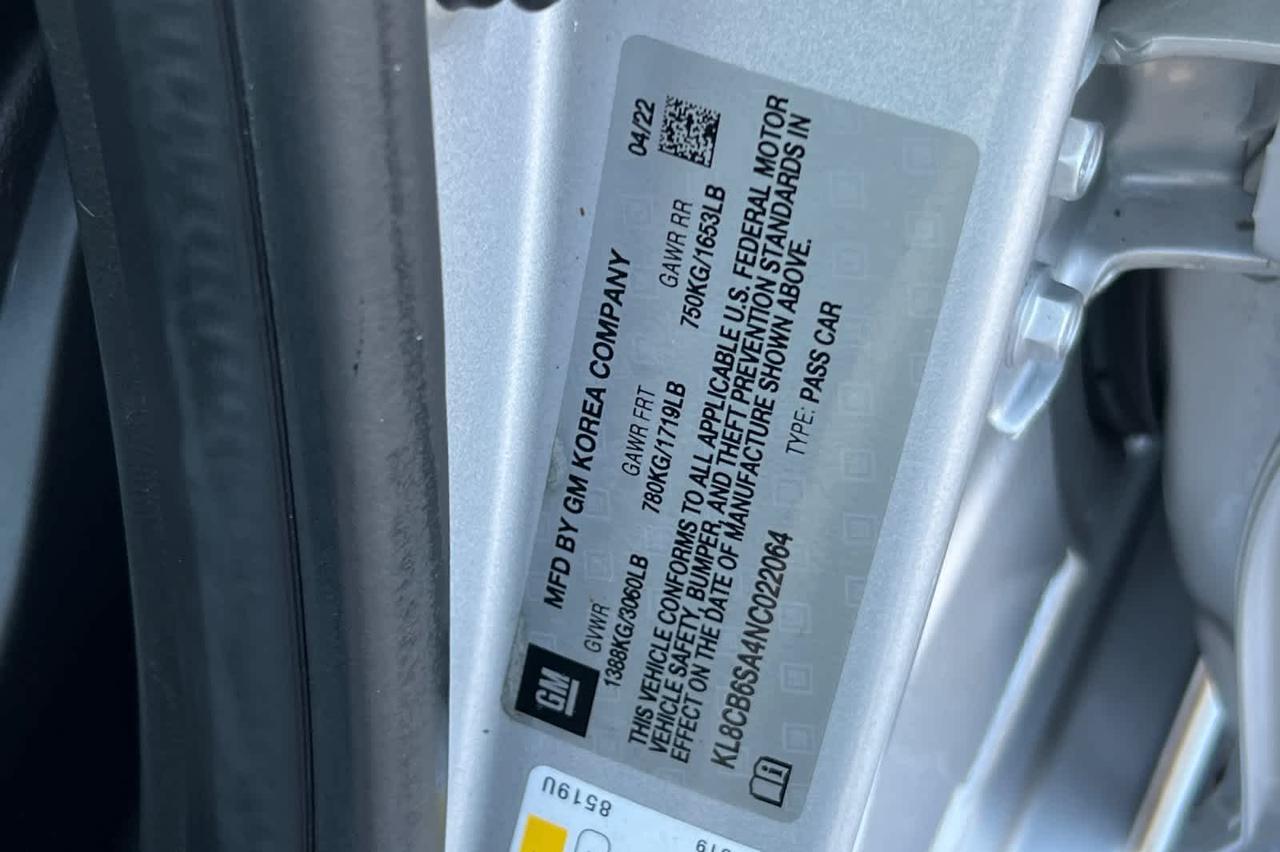 GM
MFD BY GM KOREA COMPANY
04/22
GVWR
GAWR FRT
GAWR RR
1388KG/3060LB
780KG/1719LB
750KG/1653LB
THIS VEHICLE CONFORMS TO ALL APPLICABLE U.S. FEDERAL MOTOR
VEHICLE SAFETY, BUMPER, AND THEFT PREVENTION STANDARDS IN
EFFECT ON THE DATE OF MANUFACTURE SHOWN ABOVE.
KL8CB6SA4NC022064
TYPE: PASS CAR
8519U